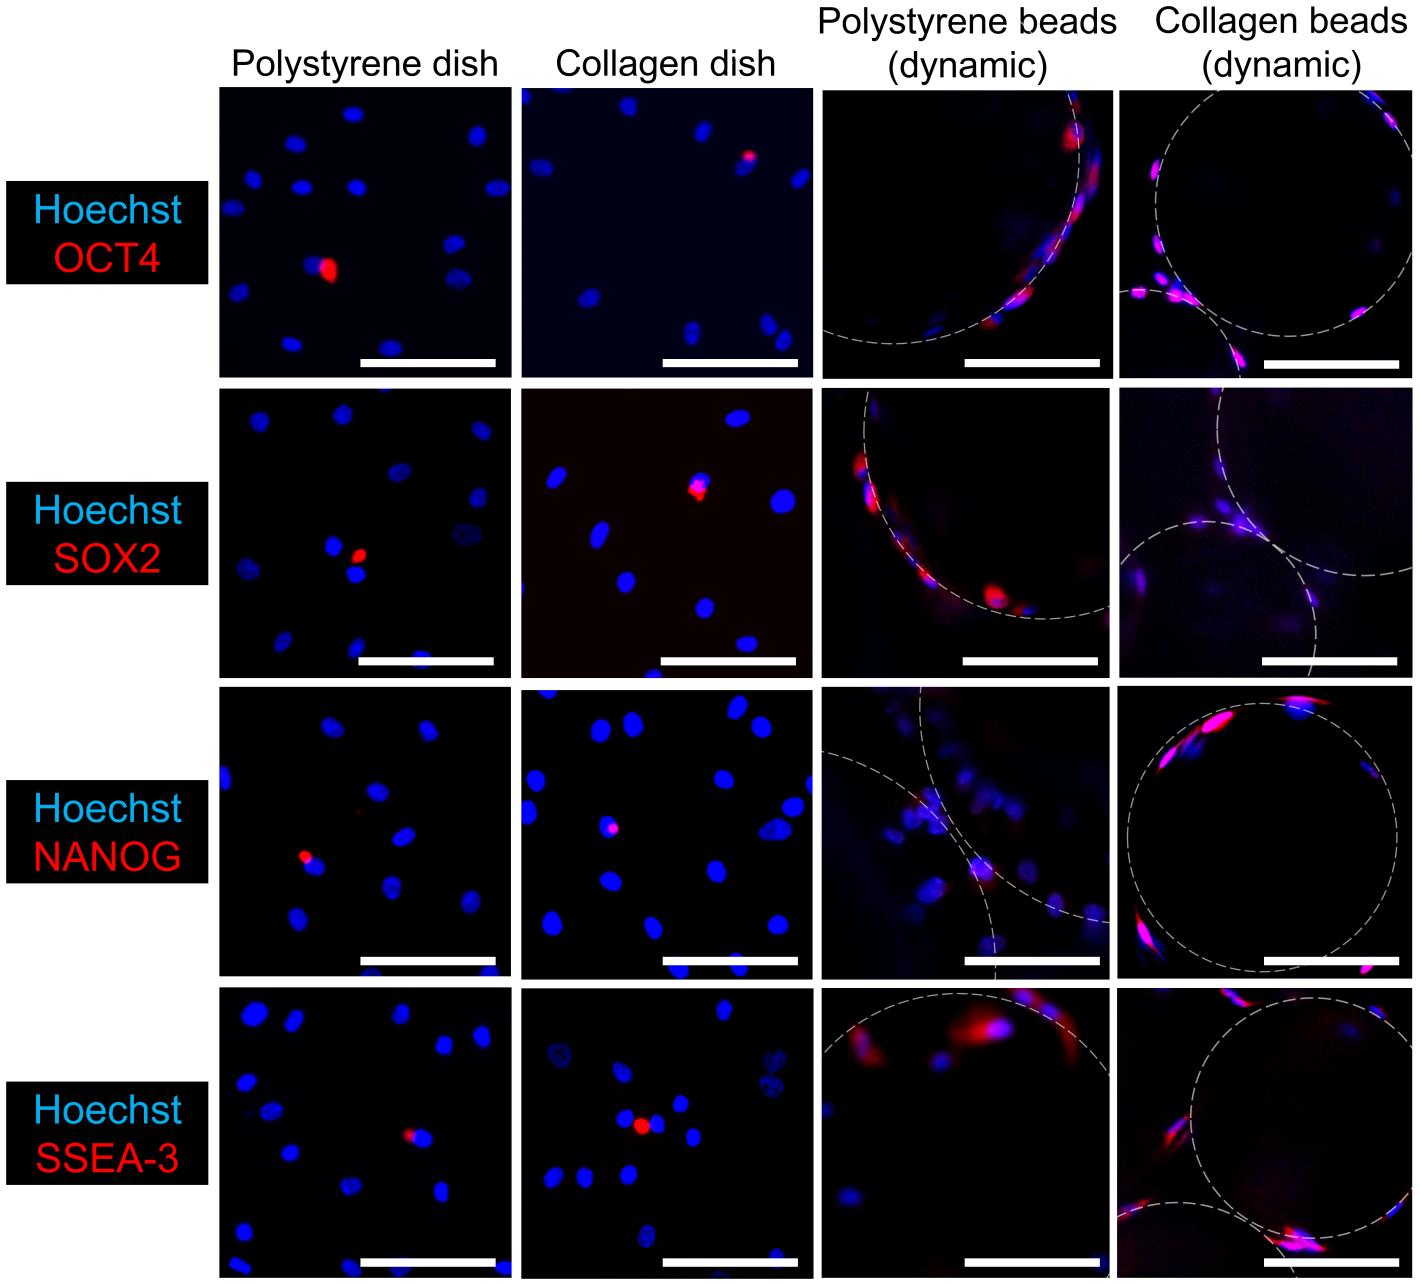 Polystyrene dish
Collagen dish
Polystyrene beads
(dynamic)
Collagen beads
(dynamic)
Hoechst
OCT4
Hoechst
SOX2
Hoechst
NANOG
Hoechst
SSEA-3